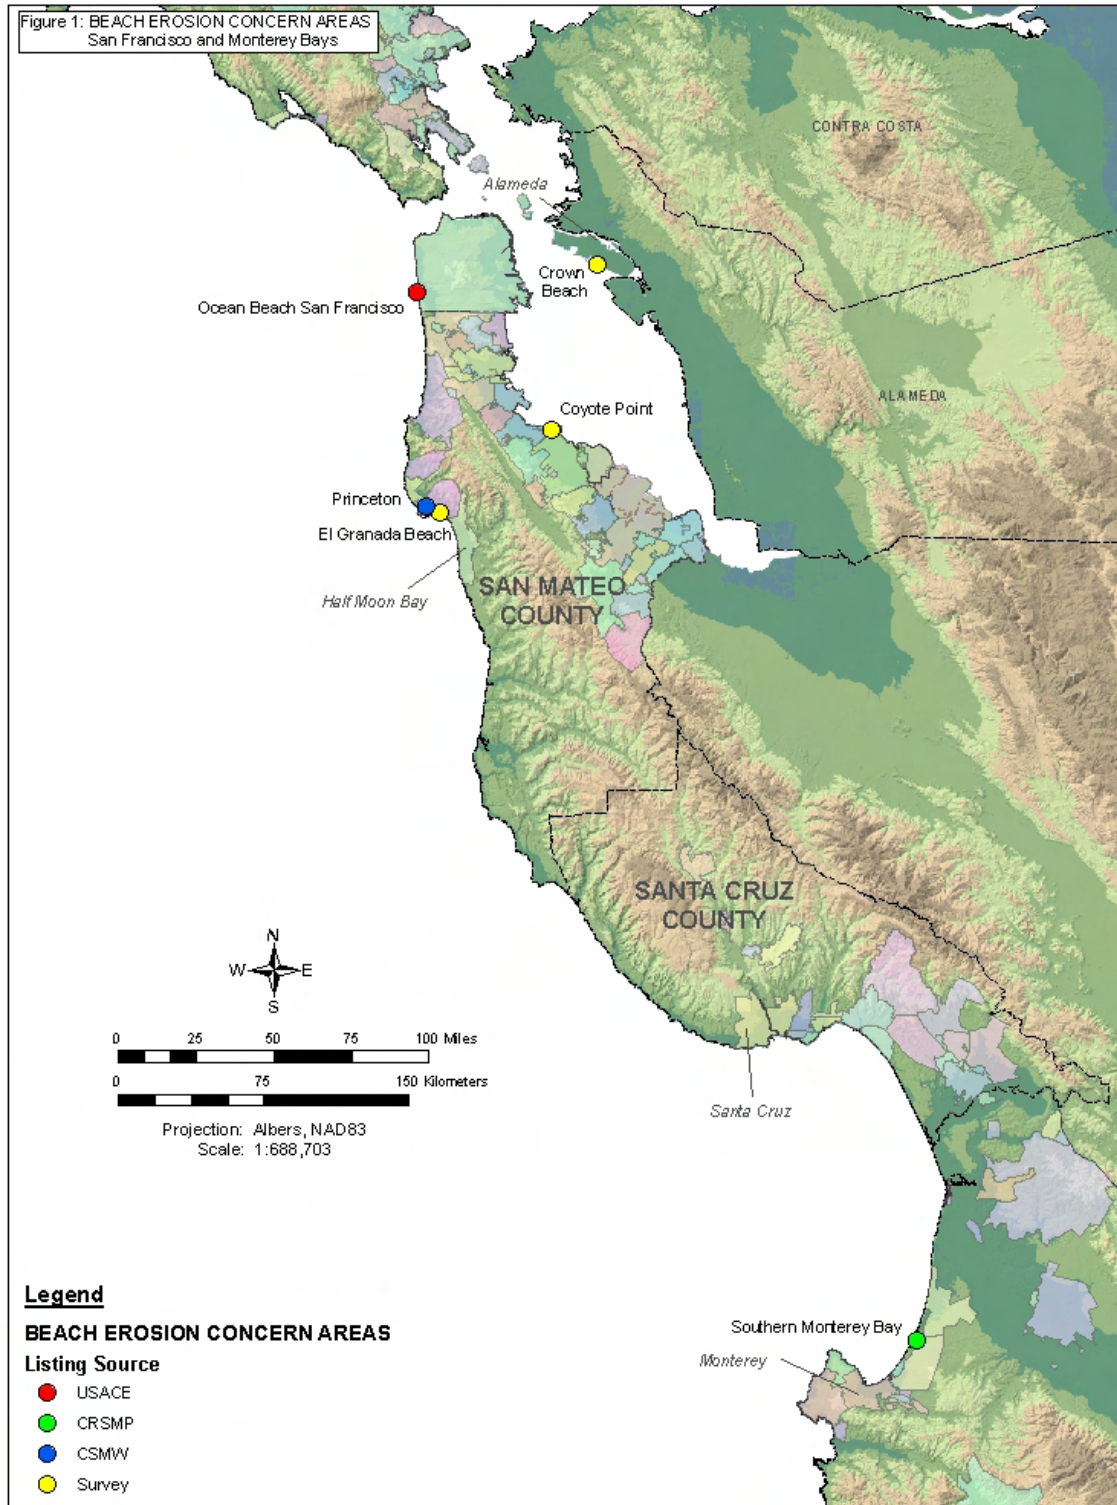 Figure 1: BEACH EROSION CONCERN AREAS
San Francisco and Monterey Bays
CONTRA COSTA
Alameda
Crown
Beach
Ocean Beach San Francisco
ALAMEDA
Coyote Point
Princeton
El Granada Beach
Half Moon Bay
SAN MATEO
COUNTY
SANTA CRUZ
COUNTY
N
W E
S
0 25 50 75 100 Miles
0 75 150 Kilometers
Projection: Albers, NAD83
Scale: 1:688,703
Santa Cruz
Southern Monterey Bay
Monterey
Legend
BEACH EROSION CONCERN AREAS
Listing Source
USACE
CRSMP
CSMW
Survey